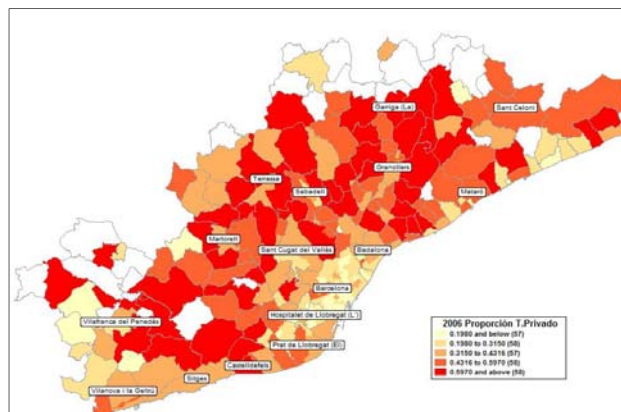 Garriga (La)
Sant Celoni
Granollers
Terrassa
Sabadell
Mataró
Martorell
Sant Cugat del Vallès
Badalona
Barcelona
Hospitalet de Llobregat (L')
Vilafranca del Penedès
Prat de Llobregat (El)
Castelldefels
Sitges
Vilanova i la Geltrú
2006 Proporción T.Privado
0.1980 and below (57)
0.1980 to 0.3150 (58)
0.3150 to 0.4316 (57)
0.4316 to 0.5970 (58)
0.5970 and above (58)